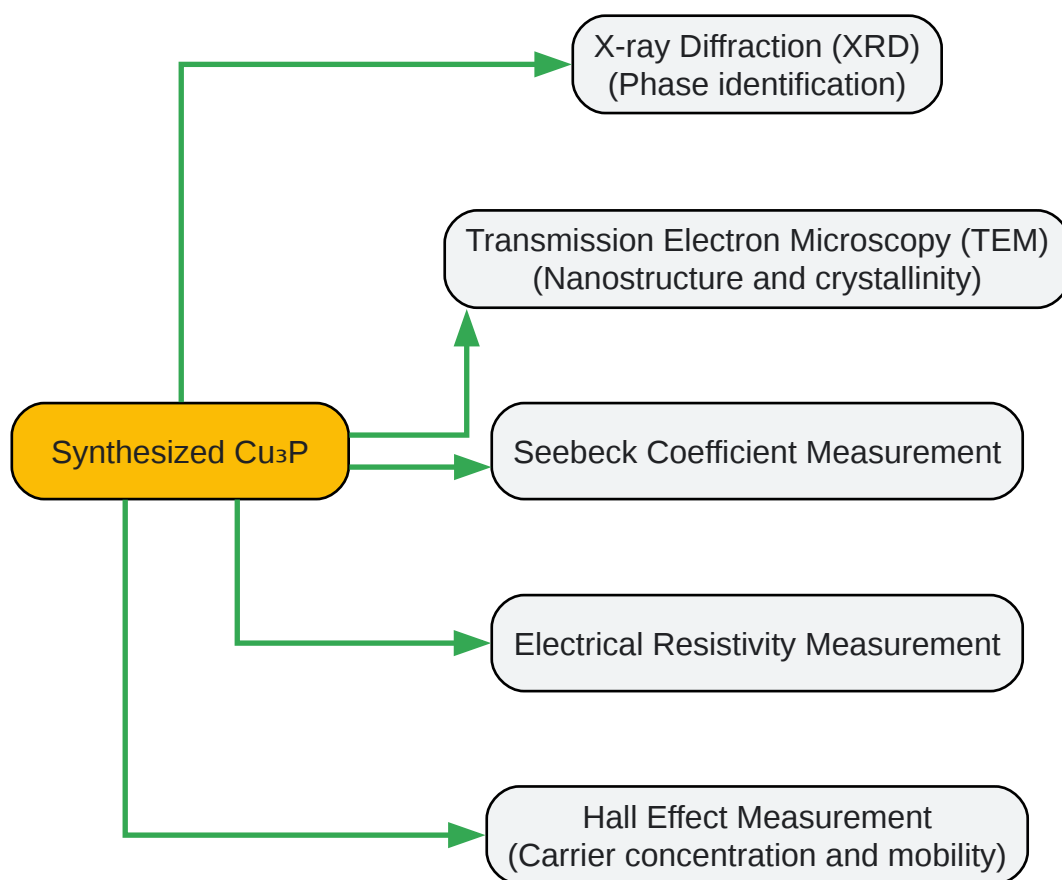 X-ray Diffraction (XRD)
(Phase identification)
Transmission Electron Microscopy (TEM)
(Nanostructure and crystallinity)
Synthesized Cu₃P
Seebeck Coefficient Measurement
Electrical Resistivity Measurement
Hall Effect Measurement
(Carrier concentration and mobility)